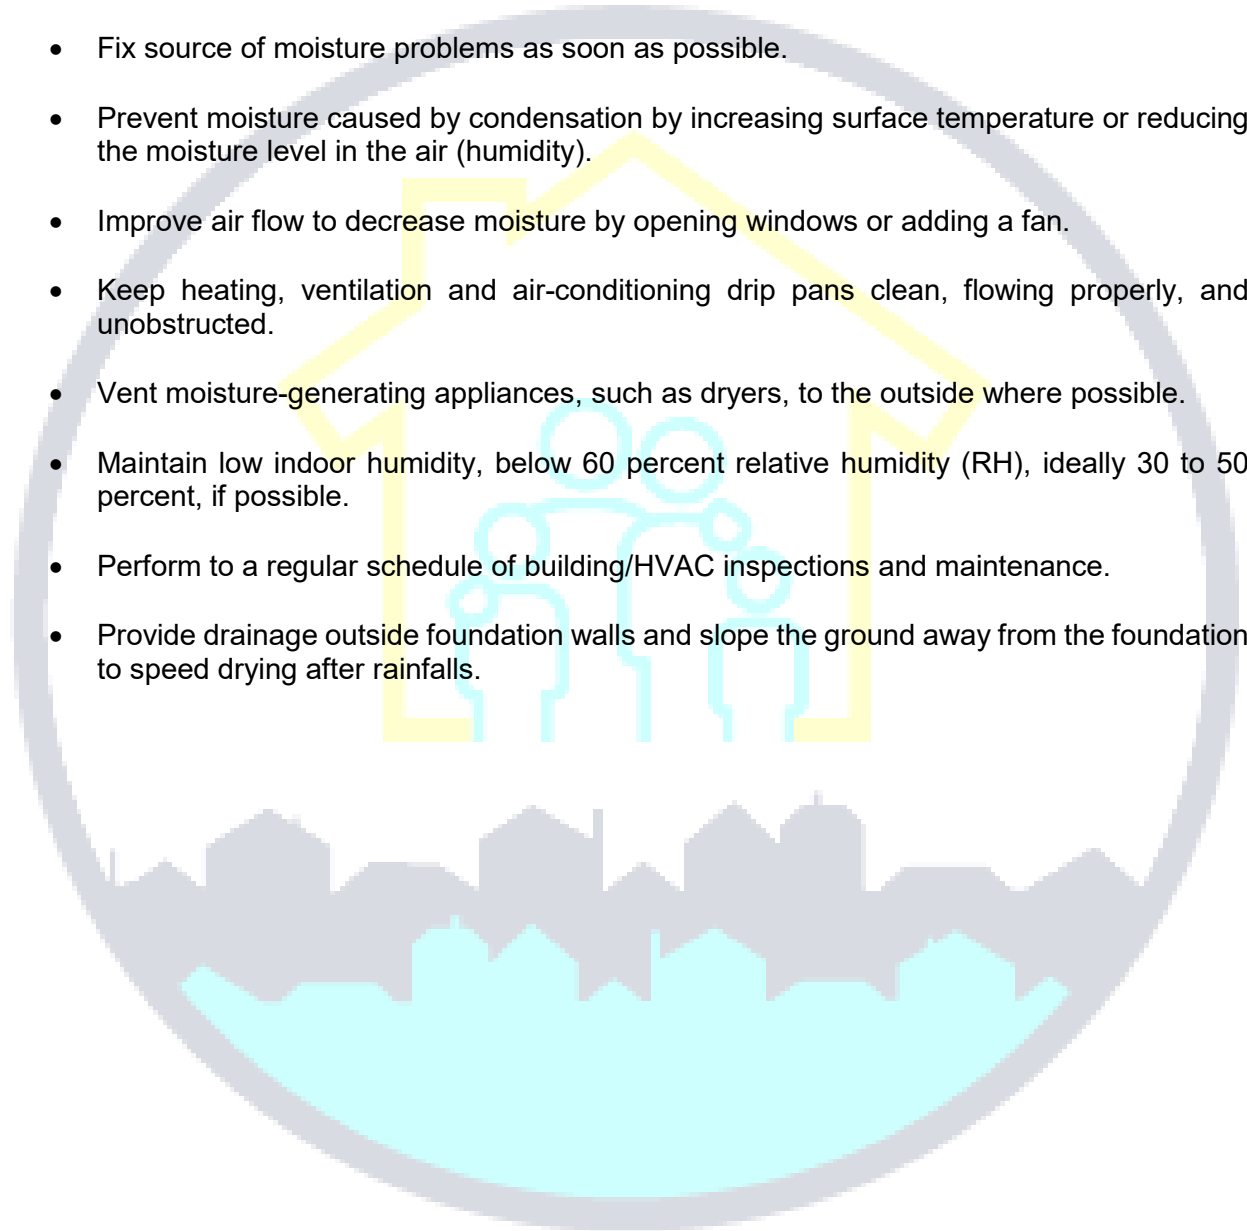 • Fix source of moisture problems as soon as possible.
• Prevent moisture caused by condensation by increasing surface temperature or reducing
the moisture level in the air (humidity).
• Improve air flow to decrease moisture by opening windows or adding a fan.
• Keep heating, ventilation and air-conditioning drip pans clean, flowing properly, and
unobstructed.
• Vent moisture-generating appliances, such as dryers, to the outside where possible.
• Maintain low indoor humidity, below 60 percent relative humidity (RH), ideally 30 to 50
percent, if possible.
• Perform to a regular schedule of building/HVAC inspections and maintenance.
• Provide drainage outside foundation walls and slope the ground away from the foundation
to speed drying after rainfalls.